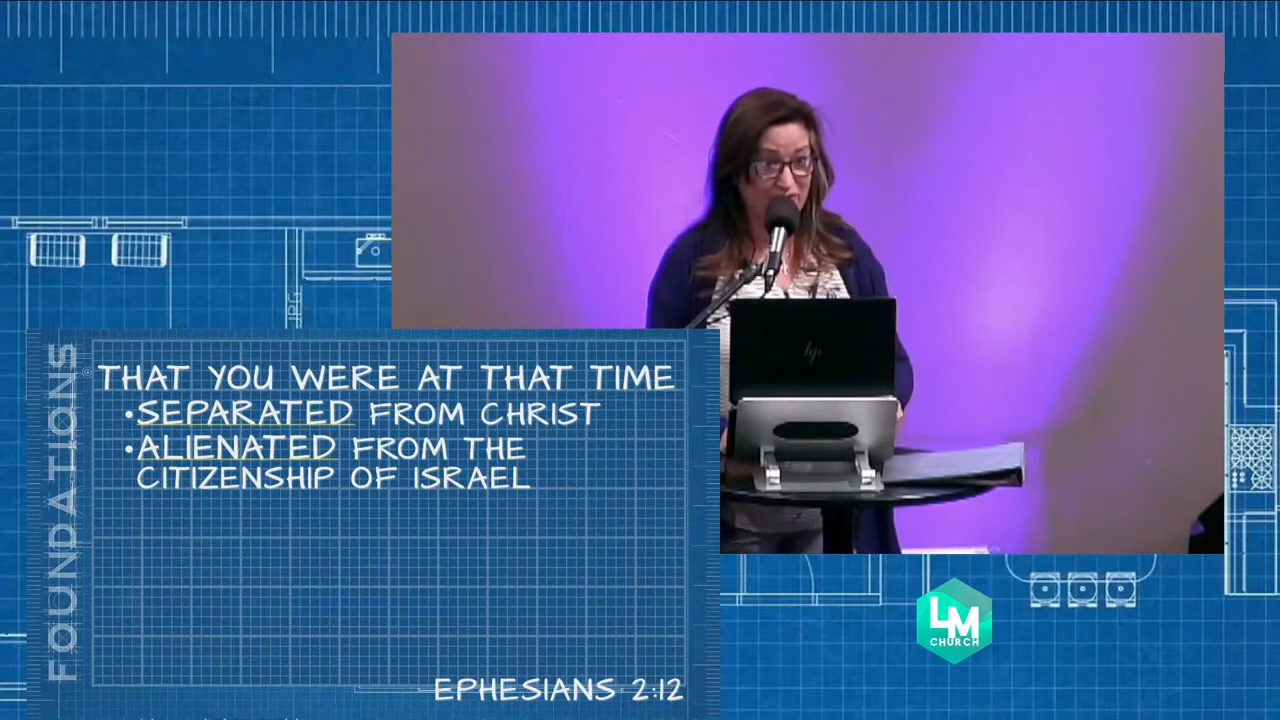 FOUNDATIONS
THAT YOU WERE AT THAT TIME
•SEPARATED FROM CHRIST
•ALIENATED FROM THE
CITIZENSHIP OF ISRAEL
EPHESIANS 2:12
hp
LM
CHURCH